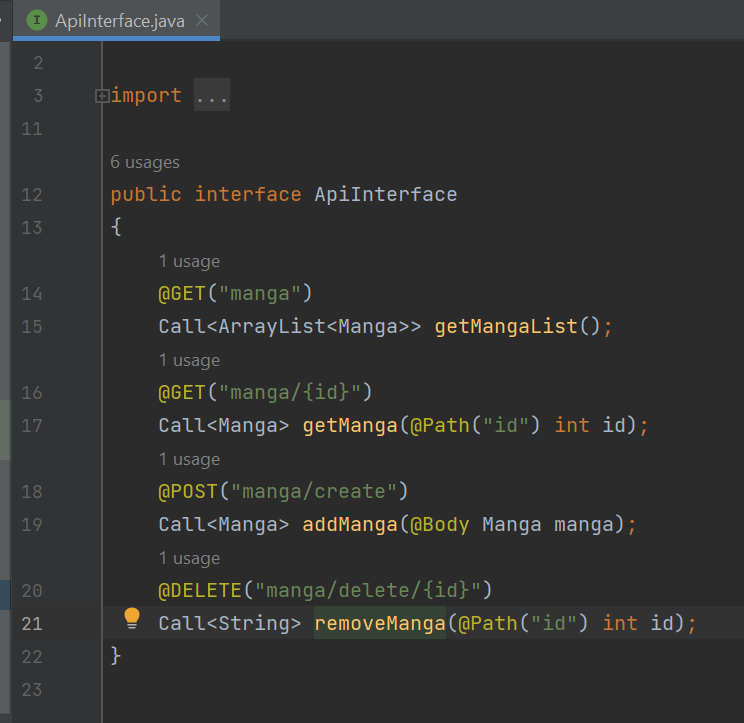 I ApiInterface.java
2
3 import ...
11
6 usages
12 public interface ApiInterface
13 {
1 usage
14 @GET("manga")
15 Call<ArrayList<Manga>> getMangaList();
1 usage
16 @GET("manga/{id}")
17 Call<Manga> getManga(@Path("id") int id);
1 usage
18 @POST("manga/create")
19 Call<Manga> addManga(@Body Manga manga);
1 usage
20 @DELETE("manga/delete/{id}")
21 Call<String> removeManga(@Path("id") int id);
22 }
23